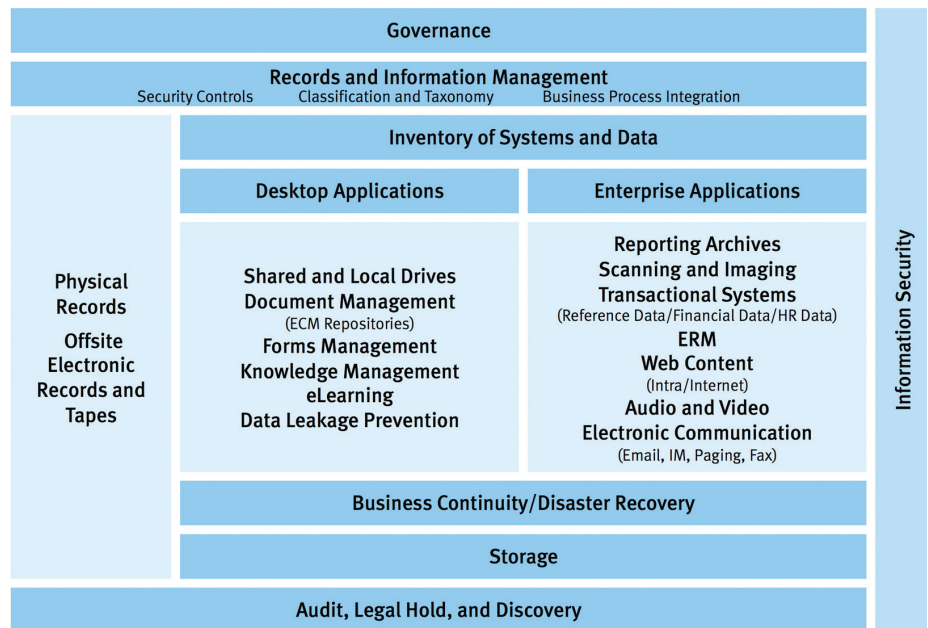 Governance
Records and Information Management
Security Controls Classification and Taxonomy Business Process Integration
Physical
Records
Offsite
Electronic
Records and
Tapes
Inventory of Systems and Data
Desktop Applications
Shared and Local Drives
Document Management
(ECM Repositories)
Forms Management
Knowledge Management
eLearning
Data Leakage Prevention
Enterprise Applications
Reporting Archives
Scanning and Imaging
Transactional Systems
(Reference Data/Financial Data/HR Data)
ERM
Web Content
(Intra/Internet)
Audio and Video
Electronic Communication
(Email, IM, Paging, Fax)
Business Continuity/Disaster Recovery
Storage
Audit, Legal Hold, and Discovery
Information Security